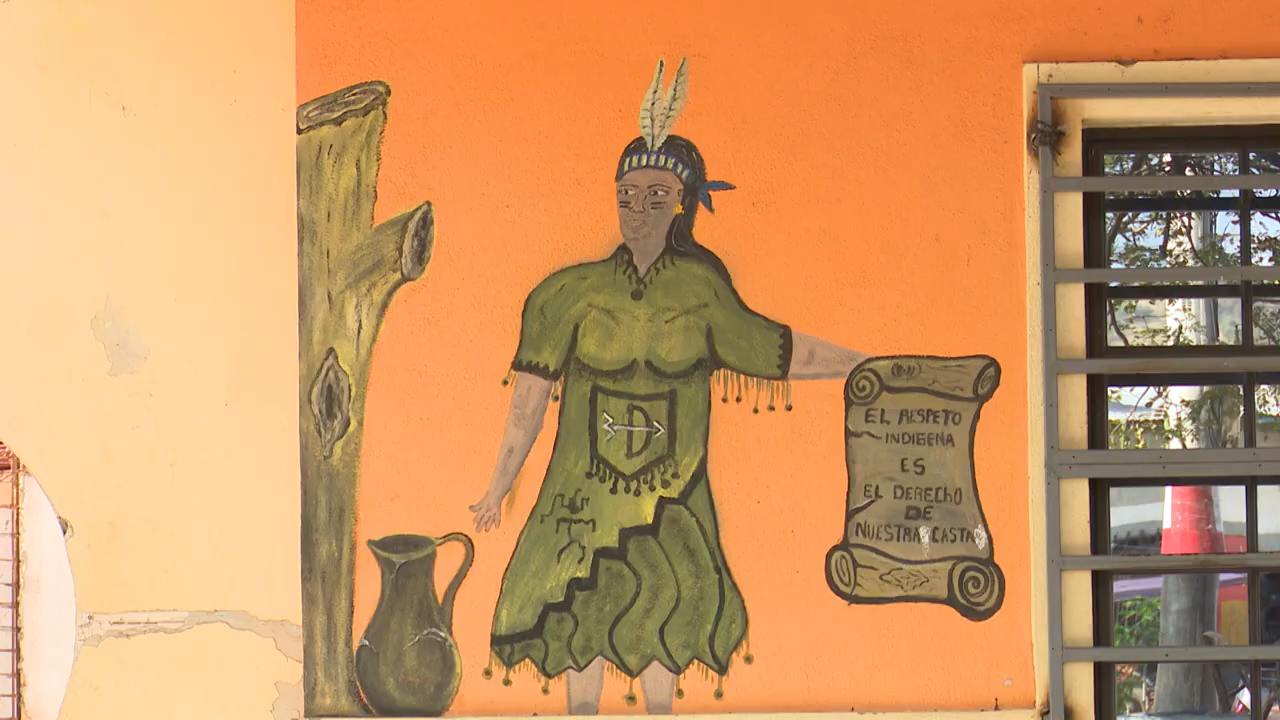 EL RESPETO
INDIGENA
ES
EL DERECHO
DE
NUESTRA CASTA